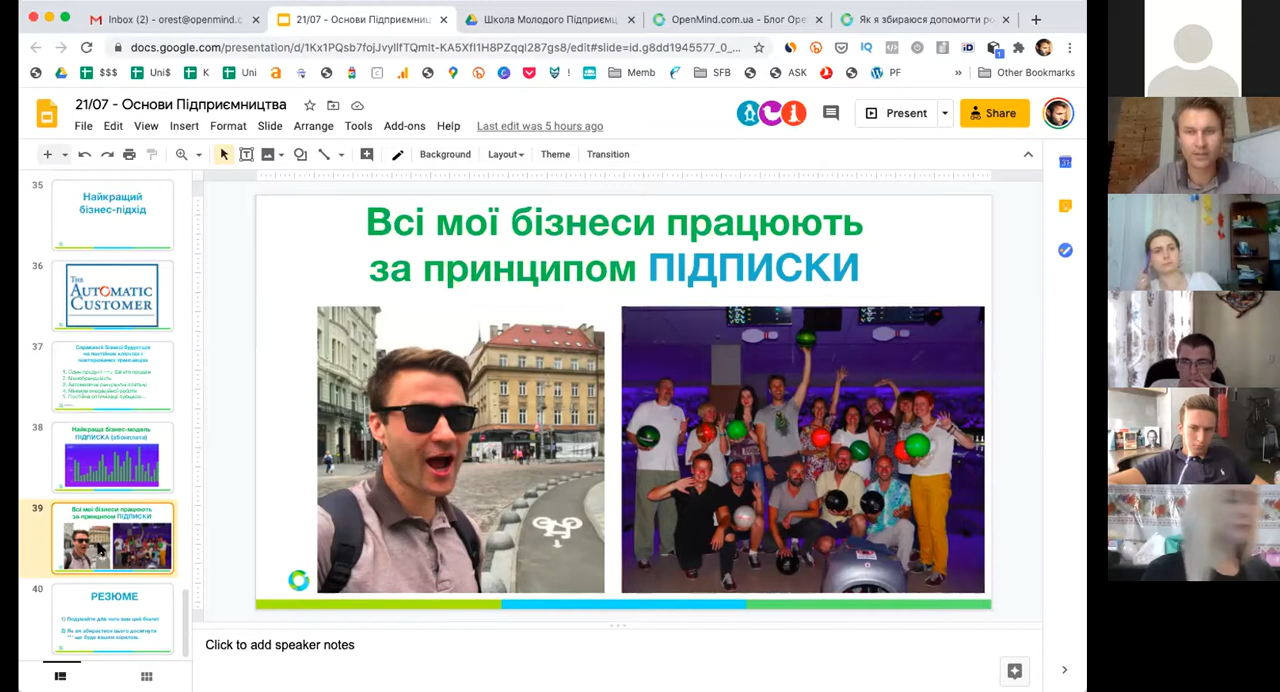 Inbox (2) - orest@openmind.c
21/07 - Основи Підприємниц
Школа Молодого Підприємц
OpenMind.com.ua - Блог Ope
Як я збираюся допомогти ро
docs.google.com/presentation/d/1Kx1PQsb7fojJvyllfTQmIt-KA5XfI1H8PZqqI287gs8/edit#slide=id.g8dd1945577_0_...
$$$
Uni$
K
Uni
!
Memb
SFB
ASK
PF
»
Other Bookmarks
21/07 - Основи Підприємництва
File Edit View Insert Format Slide Arrange Tools Add-ons Help
Last edit was 5 hours ago
Present
Share
Background
Layout
Theme
Transition
35
Найкращий
бізнес-підхід
36
THE
AUTOMATIC
CUSTOMER
37
38
Найкраща бізнес-модель
ПІДПИСКА (абонплата)
39
Всі мої бізнеси працюють
за принципом ПІДПИСКИ
40
РЕЗЮМЕ
Всі мої бізнеси працюють
за принципом ПІДПИСКИ
Click to add speaker notes